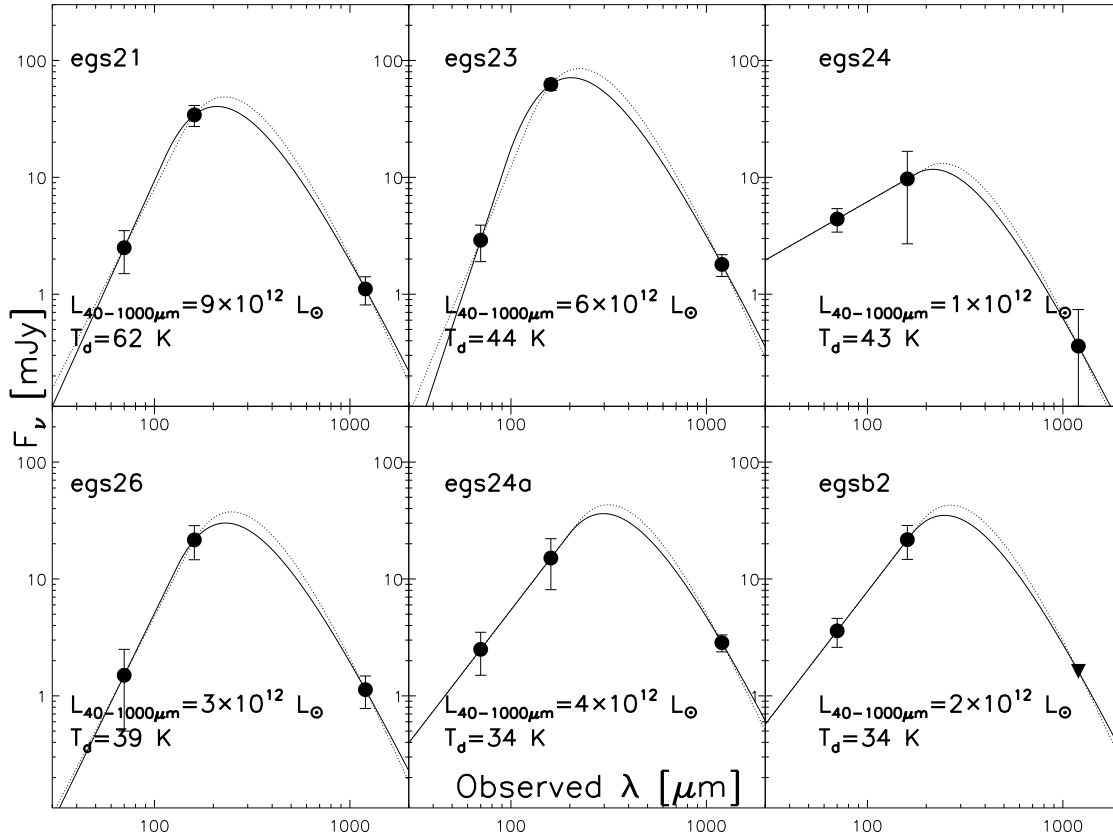 egs21
egs23
egs24
100
10
1
L40−1000μm=9×10¹² L⊙
Td=62 K
L40−1000μm=6×10¹² L⊙
Td=44 K
L40−1000μm=1×10¹² L⊙
Td=43 K
100
10
1
100
10
1
100 1000
100 1000
100 1000
Fν [mJy]
egs26
egs24a
egsb2
100
10
1
L40−1000μm=3×10¹² L⊙
Td=39 K
L40−1000μm=4×10¹² L⊙
Td=34 K
L40−1000μm=2×10¹² L⊙
Td=34 K
100
10
1
100
10
1
100 1000
100 1000
100 1000
Observed λ [μm]